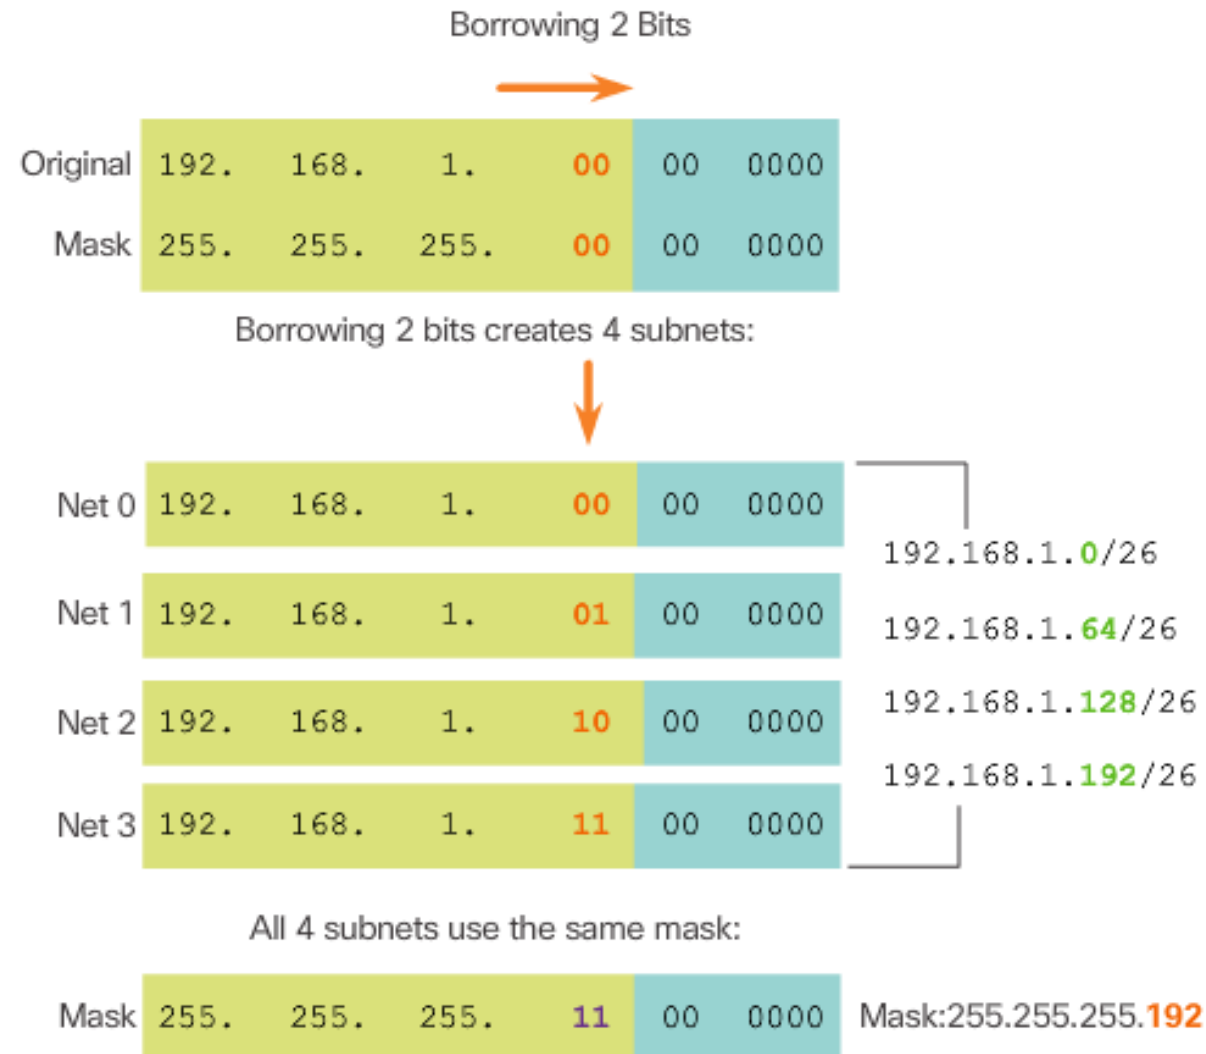 Borrowing 2 Bits
Original 192. 168. 1. 00 00 0000
Mask 255. 255. 255. 00 00 0000
Borrowing 2 bits creates 4 subnets:
Net 0 192. 168. 1. 00 00 0000
192.168.1.0/26
Net 1 192. 168. 1. 01 00 0000
192.168.1.64/26
Net 2 192. 168. 1. 10 00 0000
192.168.1.128/26
Net 3 192. 168. 1. 11 00 0000
192.168.1.192/26
All 4 subnets use the same mask:
Mask 255. 255. 255. 11 00 0000
Mask:255.255.255.192